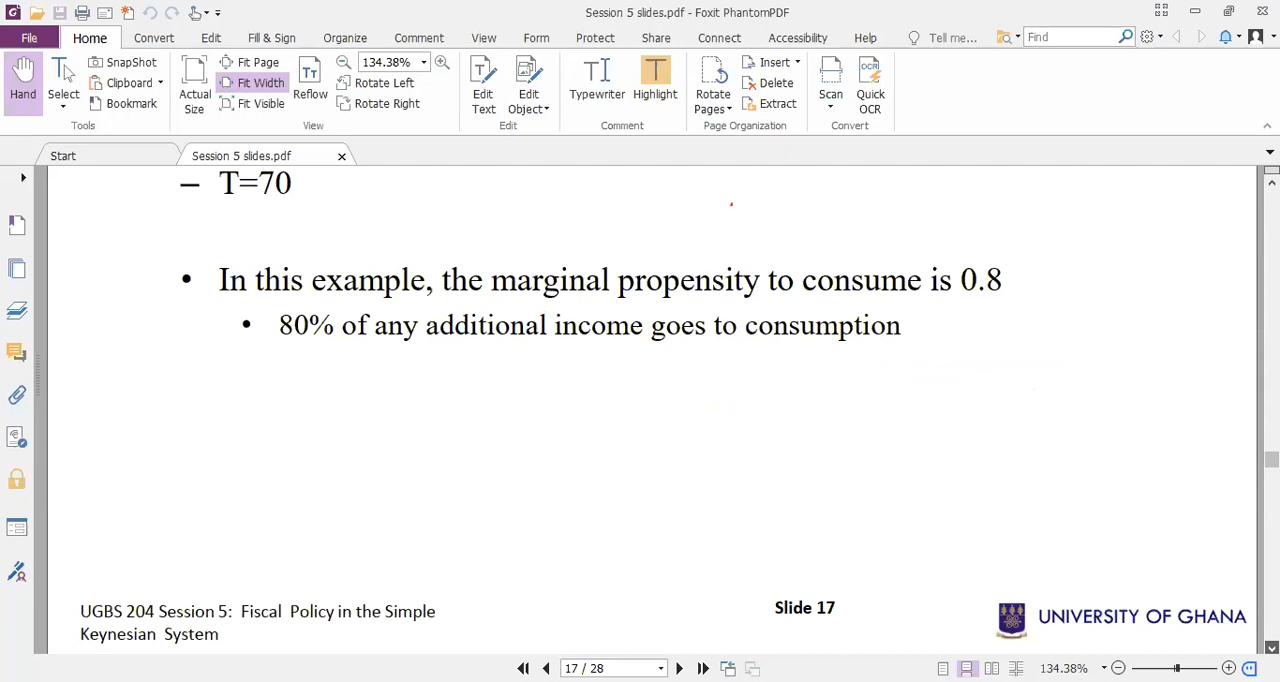 Session 5 slides.pdf - Foxit PhantomPDF
File Home Convert Edit Fill & Sign Organize Comment View Form Protect Share Connect Accessibility Help Tell me... Find
SnapShot Fit Page 134.38%
Clipboard Fit Width Rotate Left Insert
Bookmark Fit Visible Rotate Right Delete
Extract
Hand Select Actual Size Reflow Edit Text Edit Object Typewriter Highlight Rotate Pages Scan Quick OCR
Tools View Edit Comment Page Organization Convert
Start Session 5 slides.pdf
– T=70
• In this example, the marginal propensity to consume is 0.8
• 80% of any additional income goes to consumption
UGBS 204 Session 5: Fiscal Policy in the Simple
Keynesian System
Slide 17
UNIVERSITY OF GHANA
17 / 28 134.38%